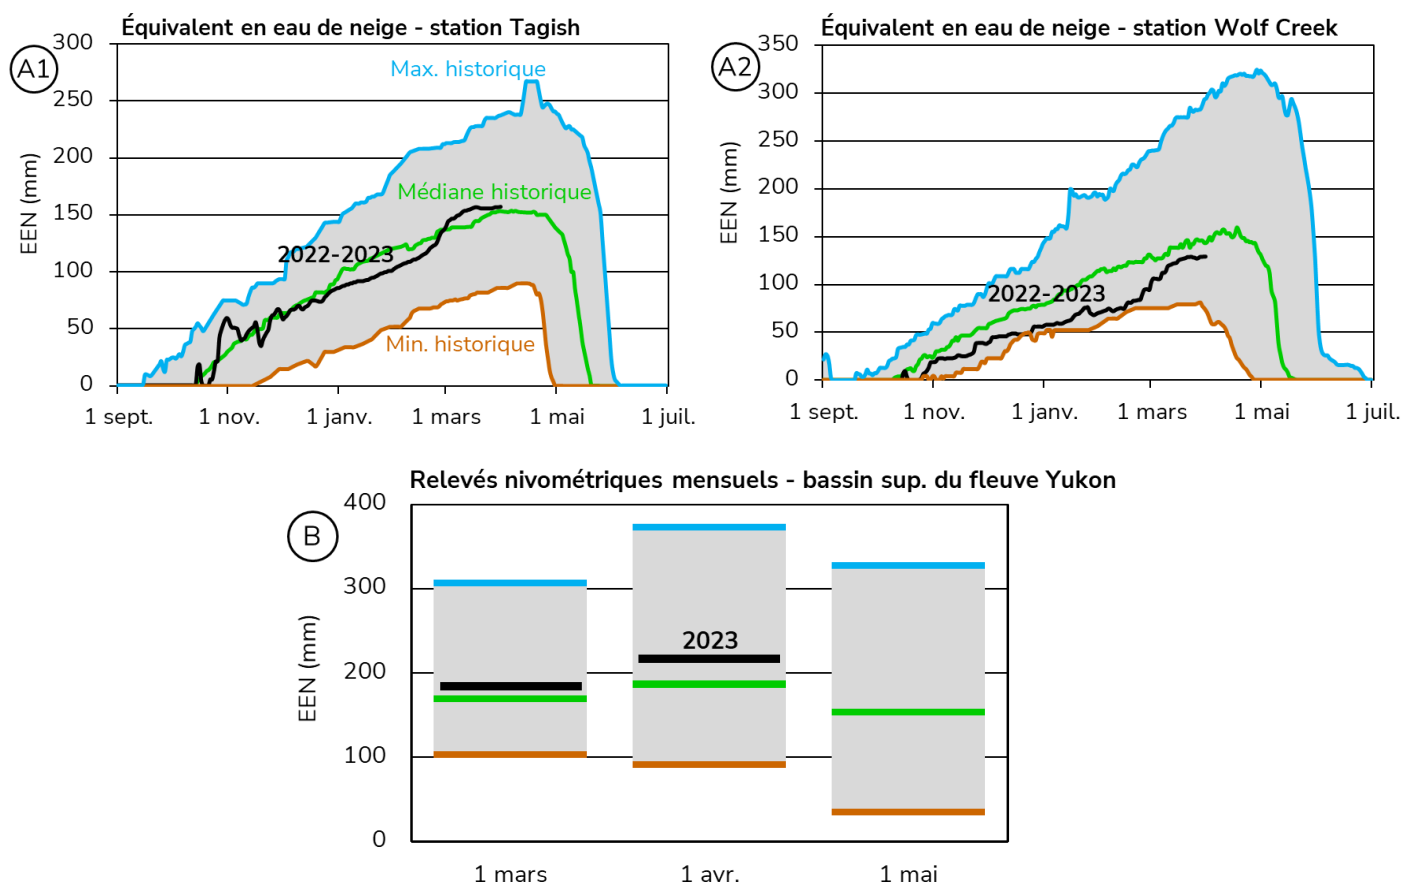 Équivalent en eau de neige - station Tagish
A1
EEN (mm)
300
250
200
150
100
50
0
Max. historique
Médiane historique
2022-2023
Min. historique
1 sept.
1 nov.
1 janv.
1 mars
1 mai
1 juil.
Équivalent en eau de neige - station Wolf Creek
A2
EEN (mm)
350
300
250
200
150
100
50
0
2022-2023
1 sept.
1 nov.
1 janv.
1 mars
1 mai
1 juil.
Relevés nivométriques mensuels - bassin sup. du fleuve Yukon
B
EEN (mm)
400
300
200
100
0
2023
1 mars
1 avr.
1 mai